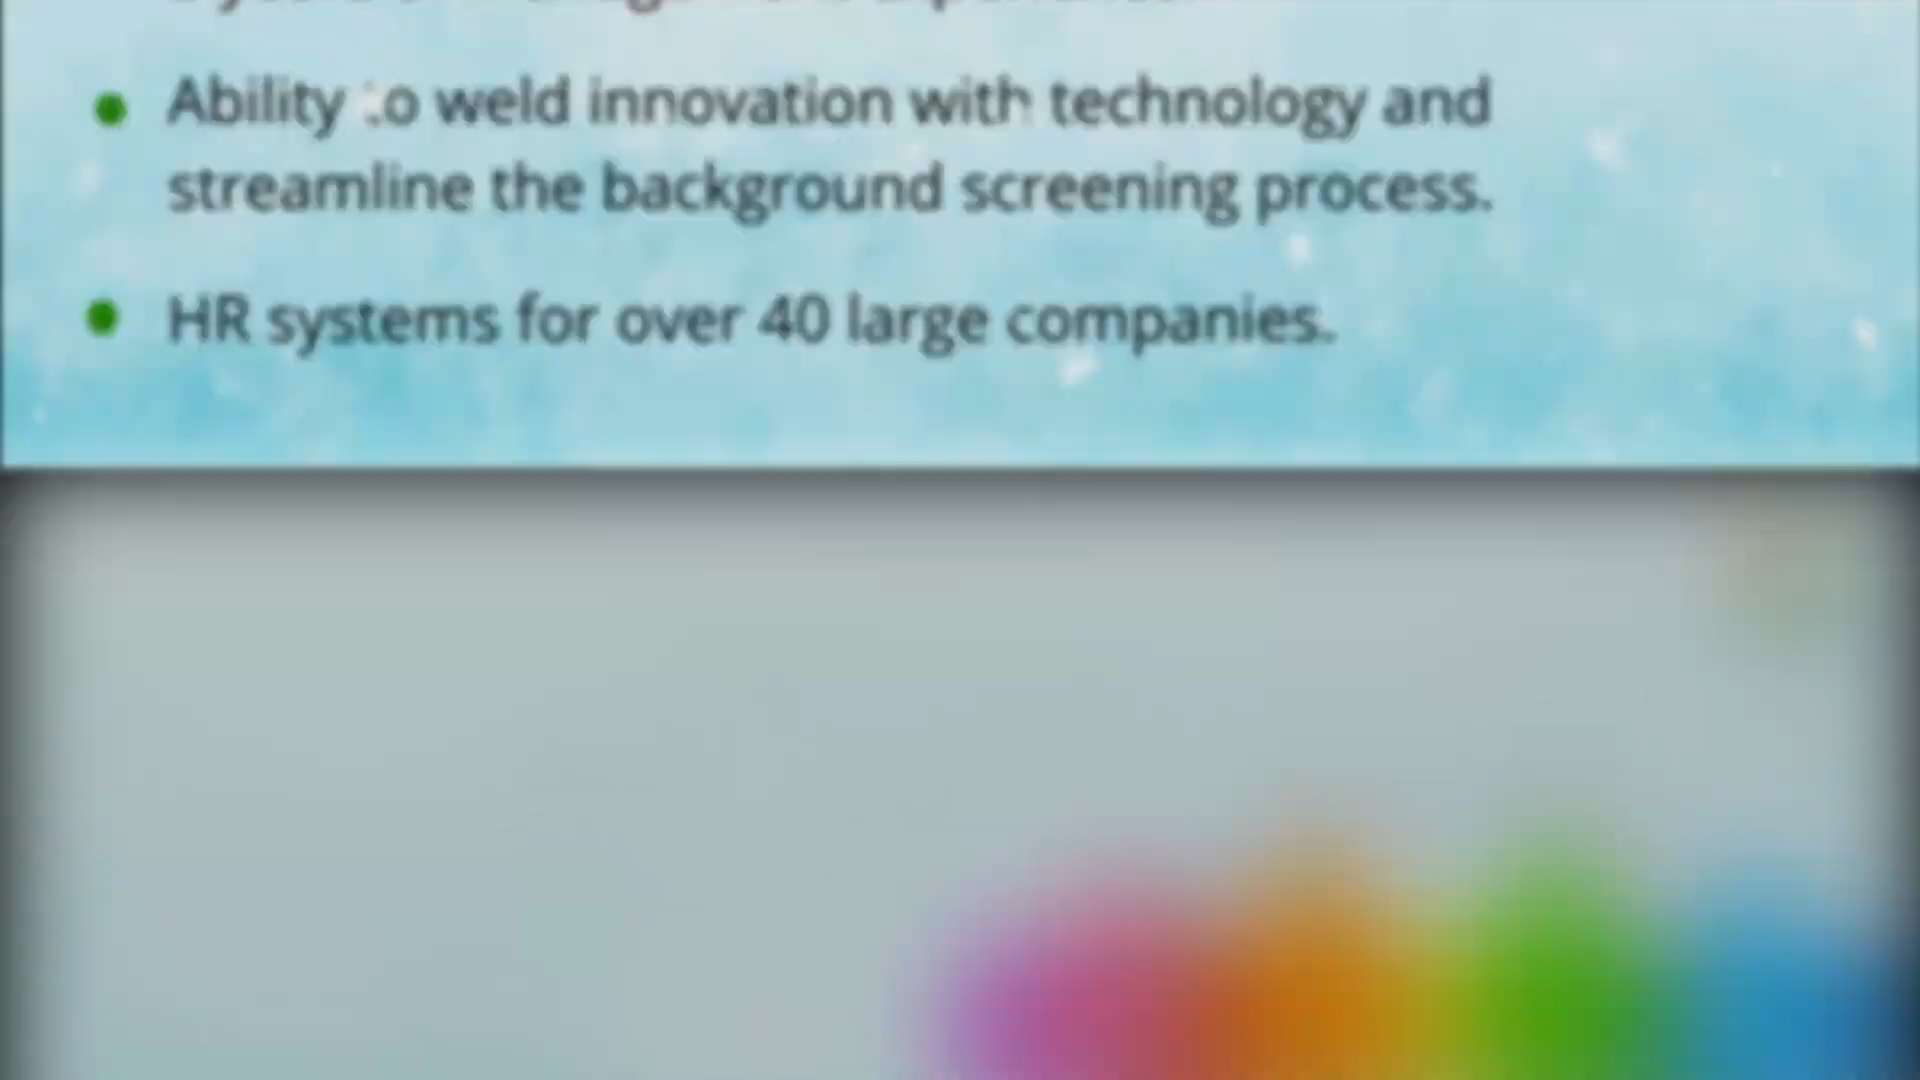 Ability to weld innovation with technology and
streamline the background screening process.
HR systems for over 40 large companies.